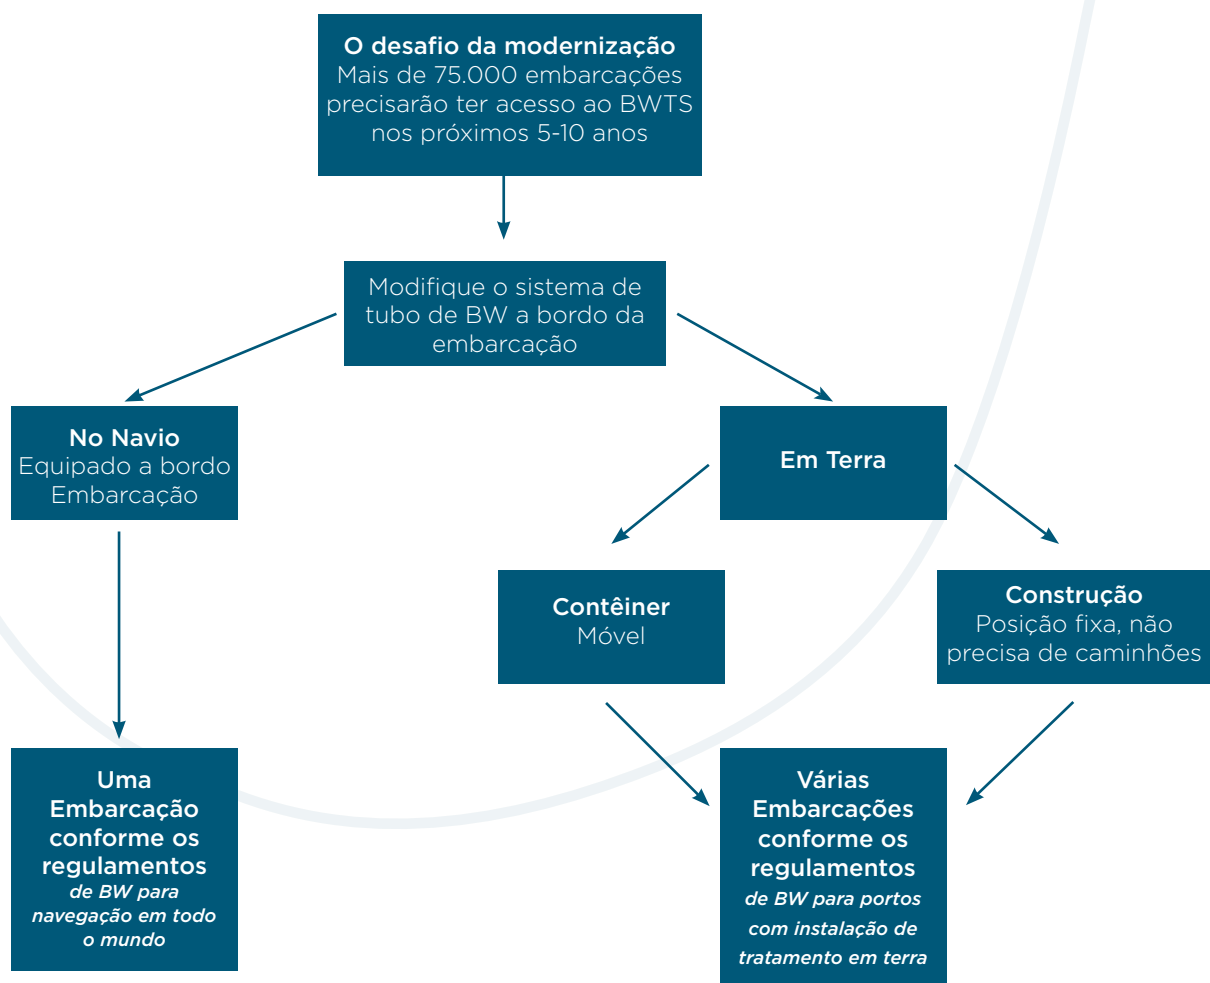 O desafio da modernização
Mais de 75.000 embarcações
precisarão ter acesso ao BWTS
nos próximos 5-10 anos
Modifique o sistema de
tubo de BW a bordo da
embarcação
No Navio
Equipado a bordo
Embarcação
Em Terra
Contêiner
Móvel
Construção
Posição fixa, não
precisa de caminhões
Uma
Embarcação
conforme os
regulamentos
de BW para
navegação em todo
o mundo
Várias
Embarcações
conforme os
regulamentos
de BW para portos
com instalação de
tratamento em terra